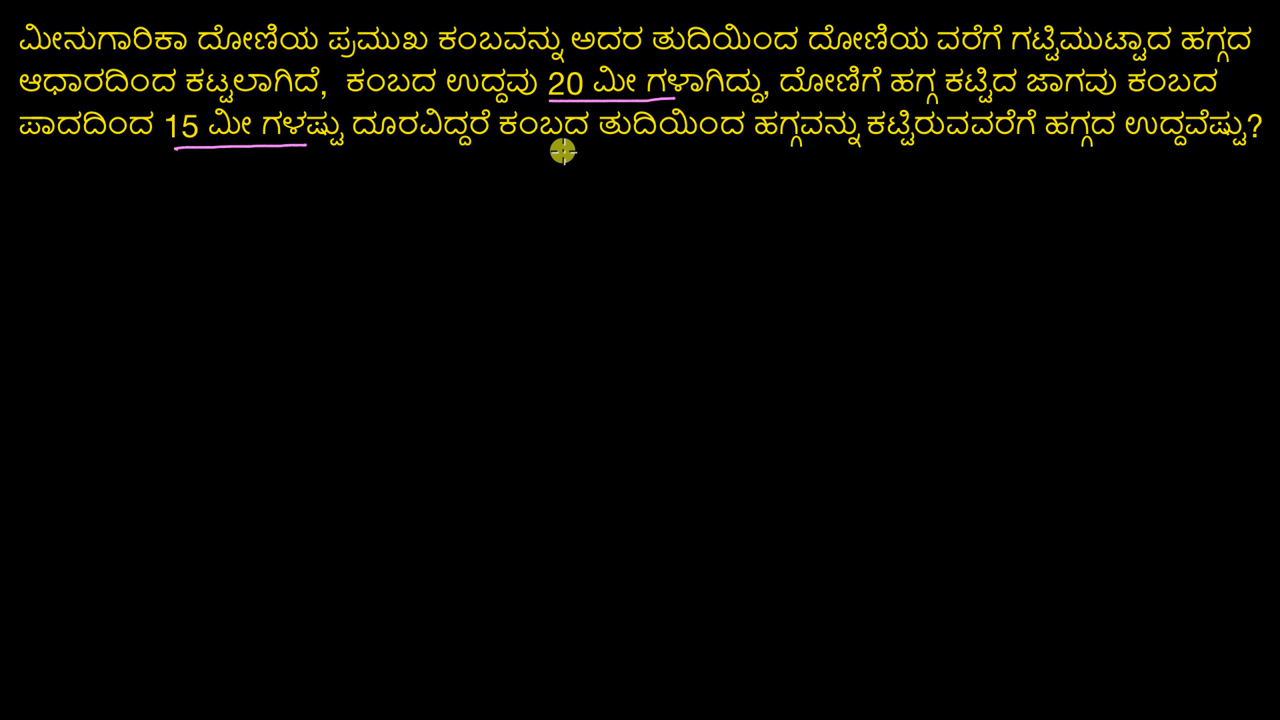 ಮೀನುಗಾರಿಕಾ ದೋಣಿಯ ಪ್ರಮುಖ ಕಂಬವನ್ನು ಅದರ ತುದಿಯಿಂದ ದೋಣಿಯ ವರೆಗೆ ಗಟ್ಟಿಮುಟ್ಟಾದ ಹಗ್ಗದ
ಆಧಾರದಿಂದ ಕಟ್ಟಲಾಗಿದೆ, ಕಂಬದ ಉದ್ದವು 20 ಮೀ ಗಳಾಗಿದ್ದು, ದೋಣಿಗೆ ಹಗ್ಗ ಕಟ್ಟಿದ ಜಾಗವು ಕಂಬದ
ಪಾದದಿಂದ 15 ಮೀ ಗಳಷ್ಟು ದೂರವಿದ್ದರೆ ಕಂಬದ ತುದಿಯಿಂದ ಹಗ್ಗವನ್ನು ಕಟ್ಟಿರುವವರೆಗೆ ಹಗ್ಗದ ಉದ್ದವೆಷ್ಟು?